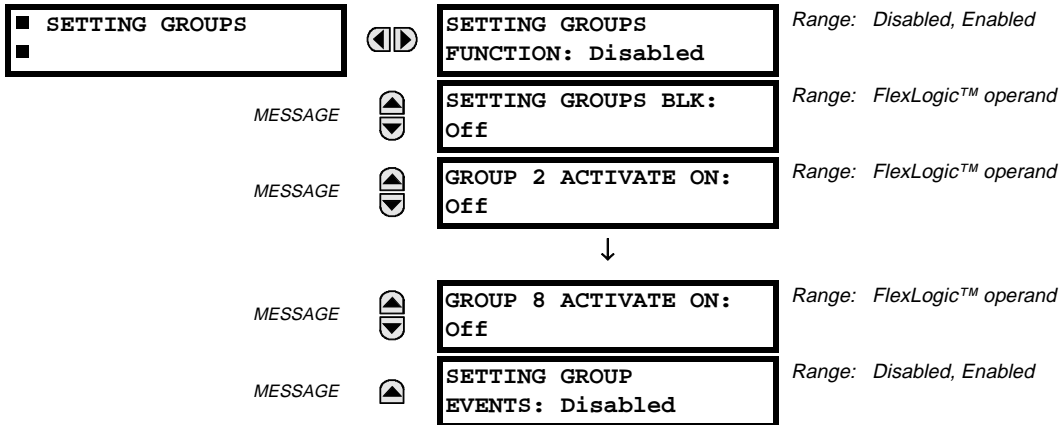 ■ SETTING GROUPS
■
SETTING GROUPS
FUNCTION: Disabled
Range: Disabled, Enabled
MESSAGE
SETTING GROUPS BLK:
Off
Range: FlexLogic™ operand
MESSAGE
GROUP 2 ACTIVATE ON:
Off
Range: FlexLogic™ operand
↓
MESSAGE
GROUP 8 ACTIVATE ON:
Off
Range: FlexLogic™ operand
MESSAGE
SETTING GROUP
EVENTS: Disabled
Range: Disabled, Enabled